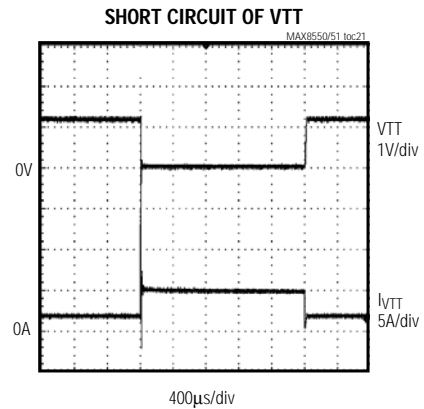 SHORT CIRCUIT OF VTT
MAX8550/51 toc21
VTT
1V/div
0V
IVTT
5A/div
0A
400µs/div